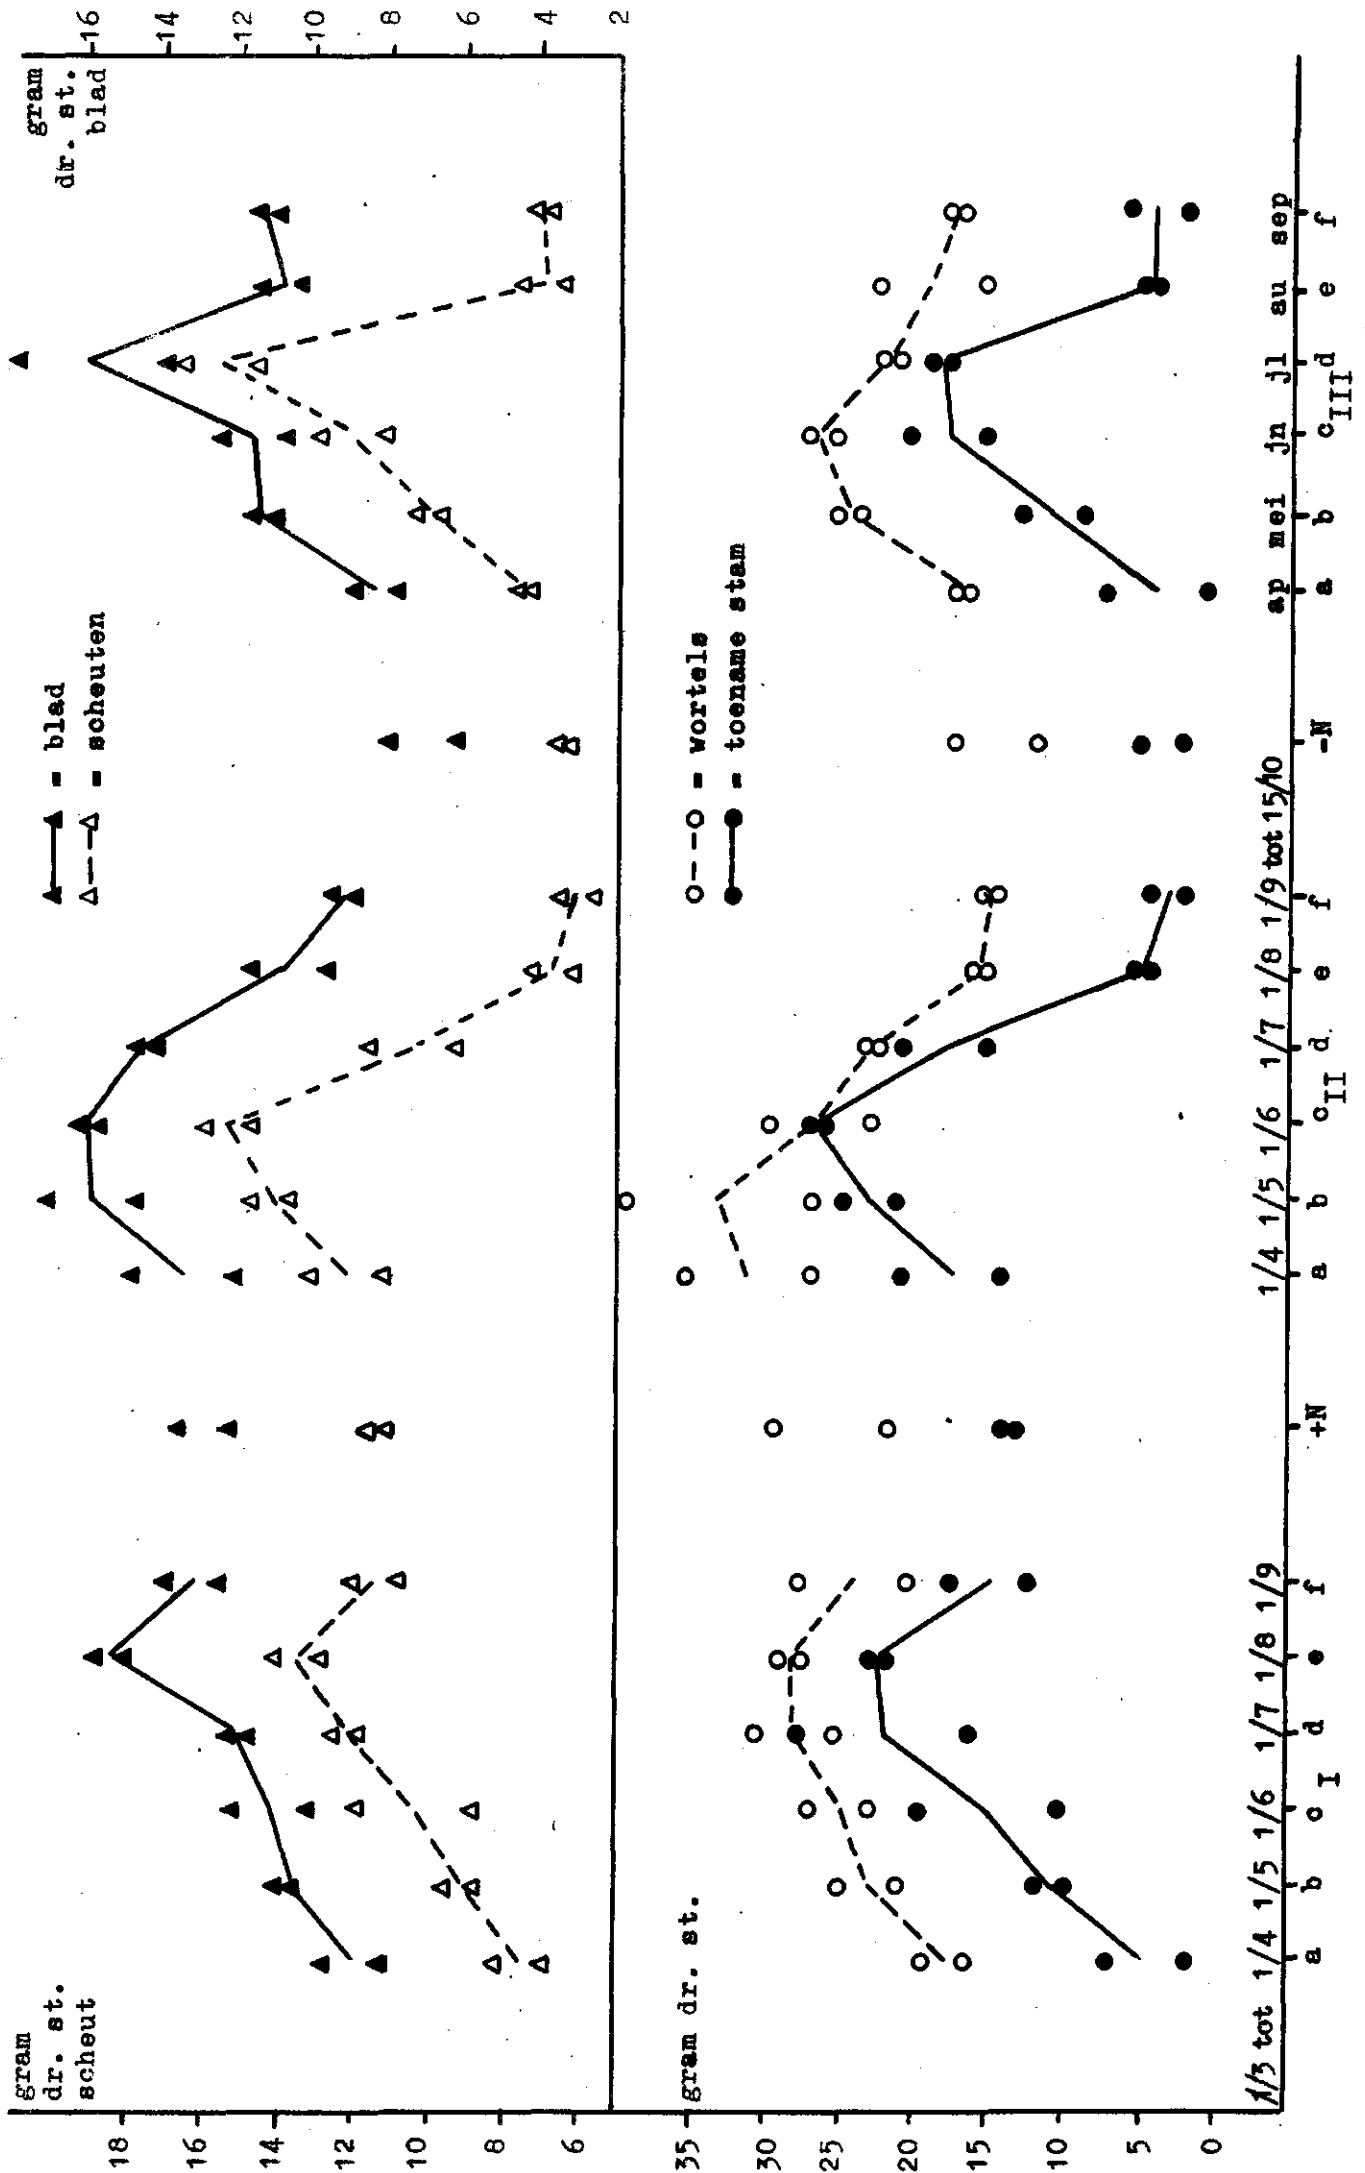 gram
dr. st.
scheut
18
16
14
12
10
8
6
▲—▲ = blad
△--△ = scheuten
gram
dr. st.
blad
16
14
12
10
8
6
4
2
gram dr. st.
35
30
25
20
15
10
5
0
o--o = wortels
●—● = toename stam
1/3 tot 1/4 1/5 1/6 1/7 1/8 1/9 +N 1/4 1/5 1/6 1/7 1/8 1/9 tot 15/10 -N ap mei jn jl au sep
a b c d e f a b c d e f a b c d e f
I II III